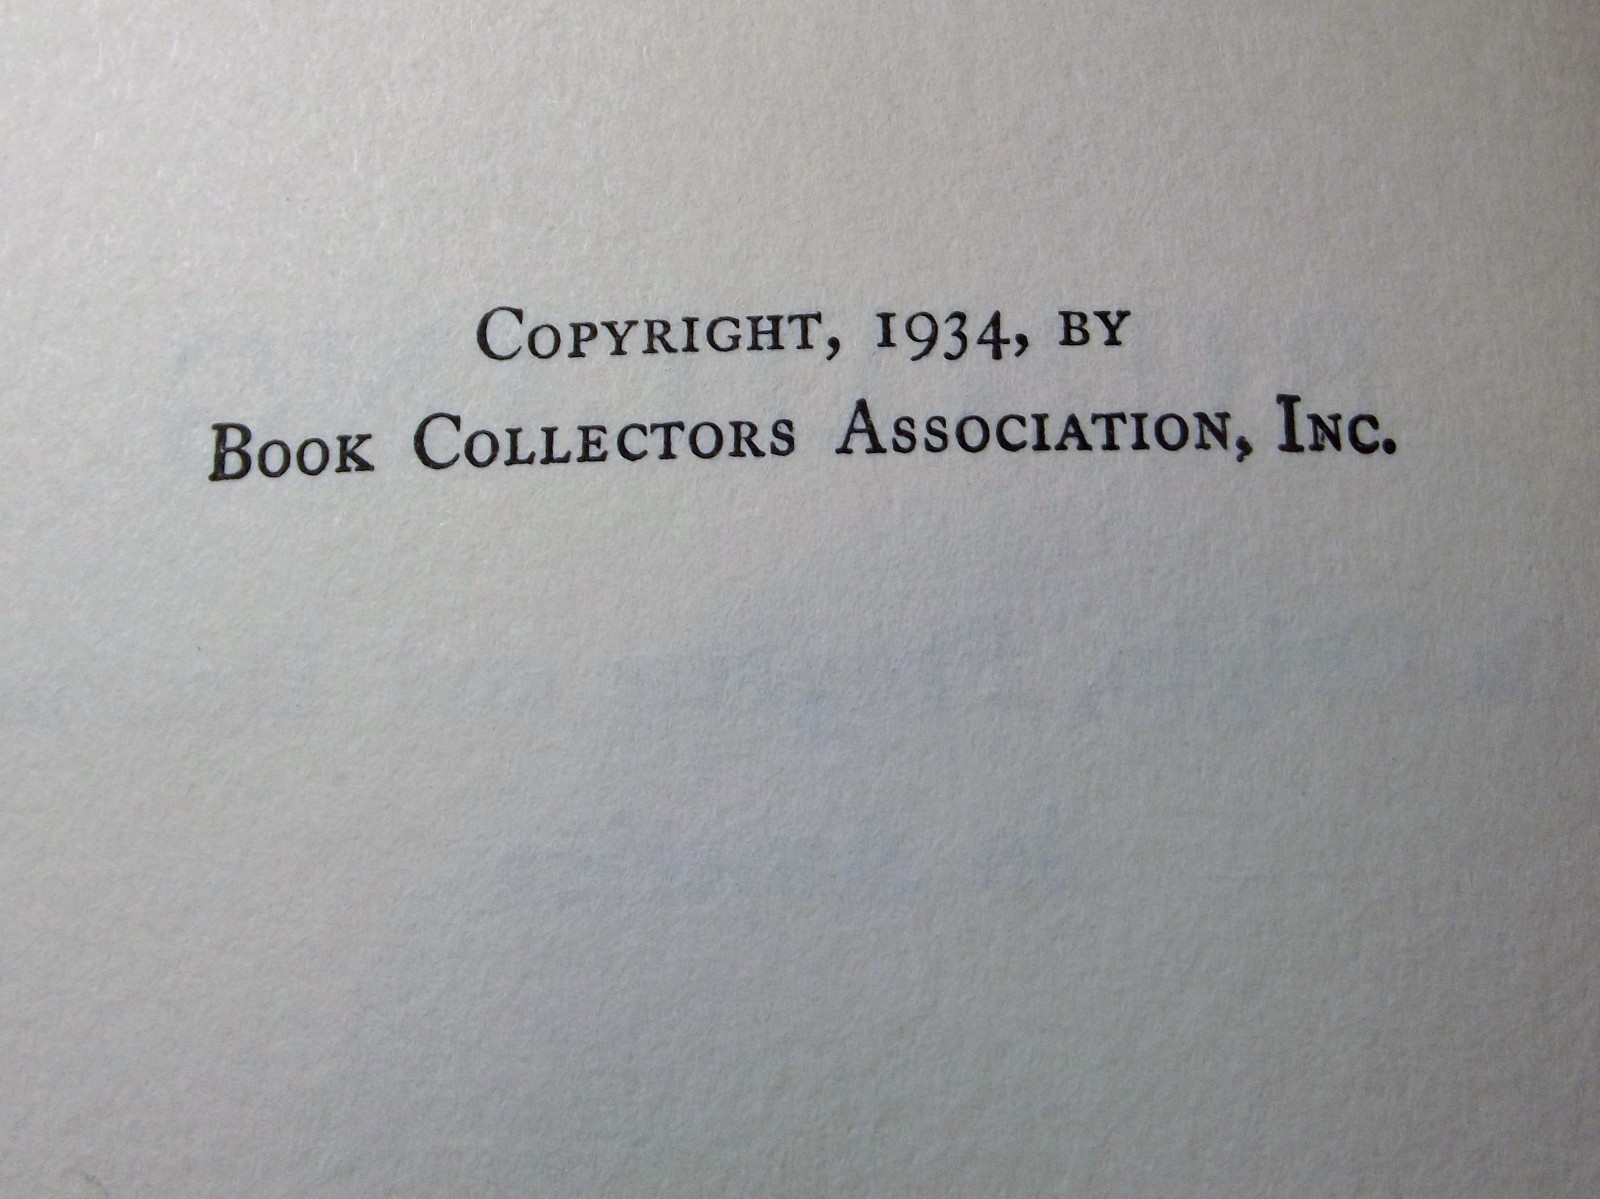 Copyright, 1934, by
Book Collectors Association, Inc.